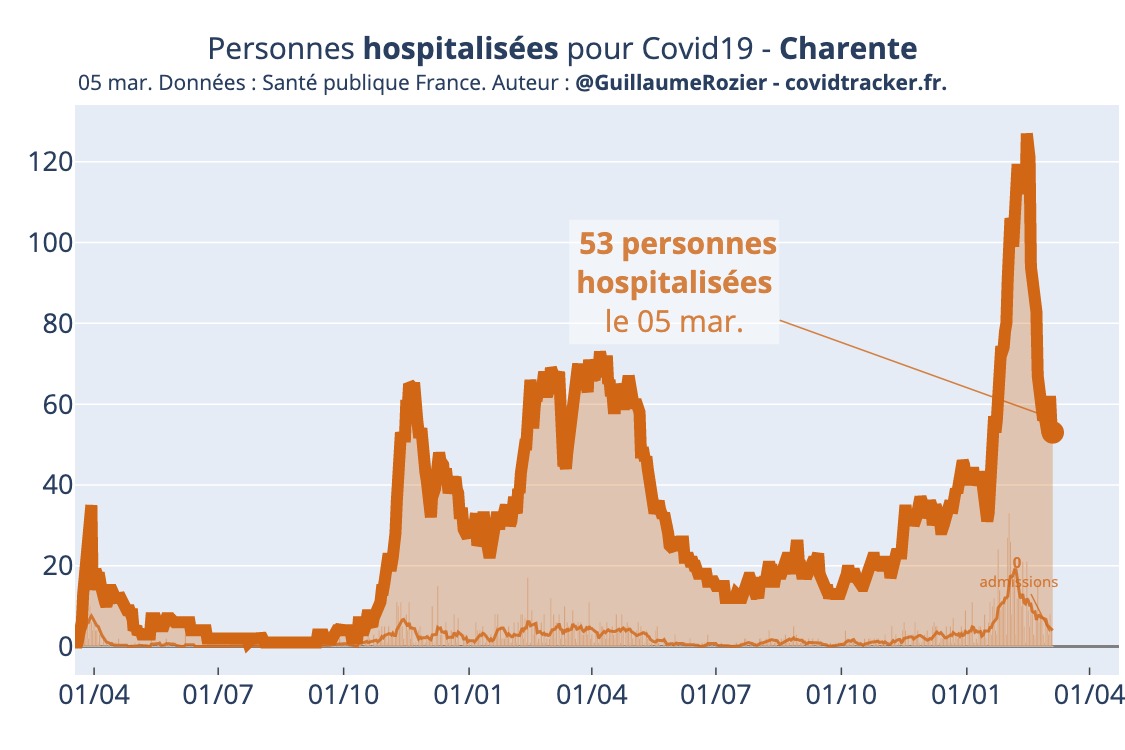 Personnes hospitalisées pour Covid19 - Charente
05 mar. Données : Santé publique France. Auteur : @GuillaumeRozier - covidtracker.fr.
120
100
80
60
40
20
0
53 personnes
hospitalisées
le 05 mar.
0
admissions
01/04 01/07 01/10 01/01 01/04 01/07 01/10 01/01 01/04